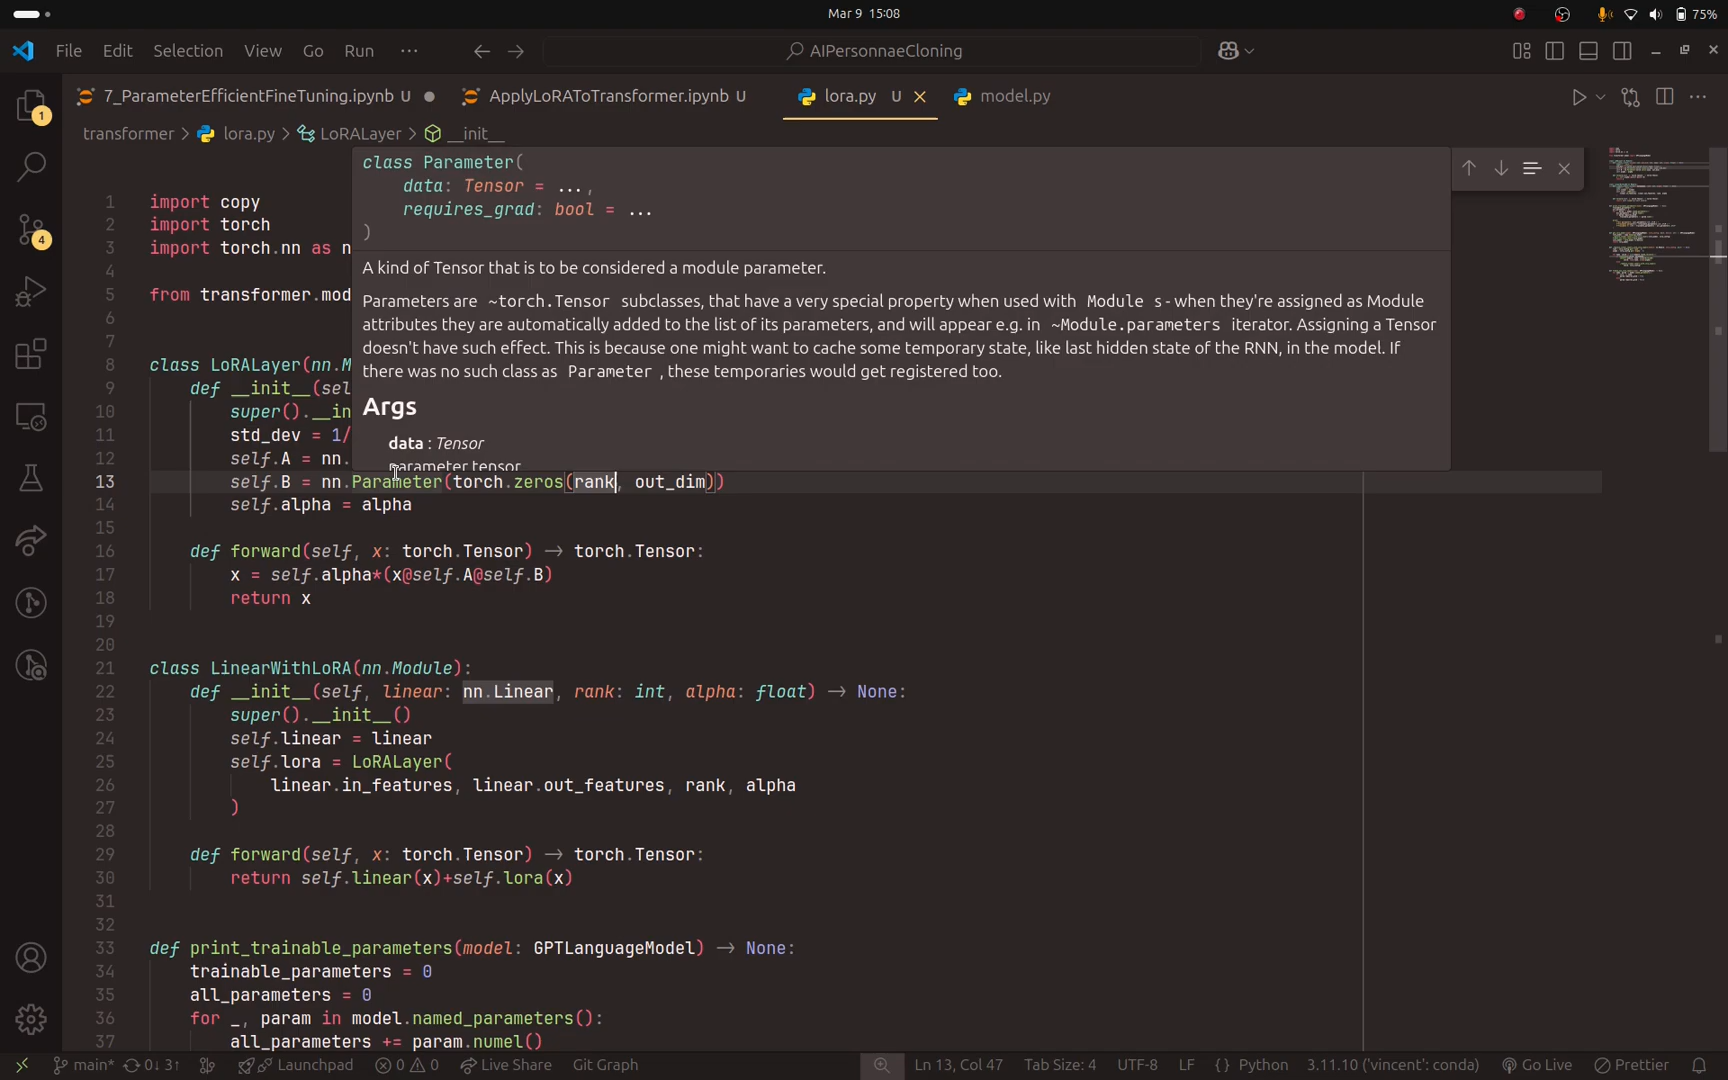 Mar 9 15:08
75%
File Edit Selection View Go Run ··· AIPersonnaeCloning
7_ParameterEfficientFineTuning.ipynb U ApplyLoRAToTransformer.ipynb U lora.py U model.py
transformer > lora.py > LoRALayer > __init__
class Parameter(
data: Tensor = ...,
requires_grad: bool = ...
)
A kind of Tensor that is to be considered a module parameter.
Parameters are ~torch.Tensor subclasses, that have a very special property when used with Module s - when they're assigned as Module
attributes they are automatically added to the list of its parameters, and will appear e.g. in ~Module.parameters iterator. Assigning a Tensor
doesn't have such effect. This is because one might want to cache some temporary state, like last hidden state of the RNN, in the model. If
there was no such class as Parameter , these temporaries would get registered too.
Args
data : Tensor
parameter tensor
1 import copy
2 import torch
3 import torch.nn as n
4
5 from transformer.mod
6
7
8 class LoRALayer(nn.M
9 def __init__(sel
10 super().__in
11 std_dev = 1/
12 self.A = nn.
13 self.B = nn.Parameter(torch.zeros(rank, out_dim))
14 self.alpha = alpha
15
16 def forward(self, x: torch.Tensor) → torch.Tensor:
17 x = self.alpha*(x@self.A@self.B)
18 return x
19
20
21 class LinearWithLoRA(nn.Module):
22 def __init__(self, linear: nn.Linear, rank: int, alpha: float) → None:
23 super().__init__()
24 self.linear = linear
25 self.lora = LoRALayer(
26 linear.in_features, linear.out_features, rank, alpha
27 )
28
29 def forward(self, x: torch.Tensor) → torch.Tensor:
30 return self.linear(x)+self.lora(x)
31
32
33 def print_trainable_parameters(model: GPTLanguageModel) → None:
34 trainable_parameters = 0
35 all_parameters = 0
36 for _, param in model.named_parameters():
37 all_parameters += param.numel()
1
4
main* 0↓ 3↑ Launchpad 0 0 Live Share Git Graph Ln 13, Col 47 Tab Size: 4 UTF-8 LF {} Python 3.11.10 ('vincent': conda) Go Live Prettier